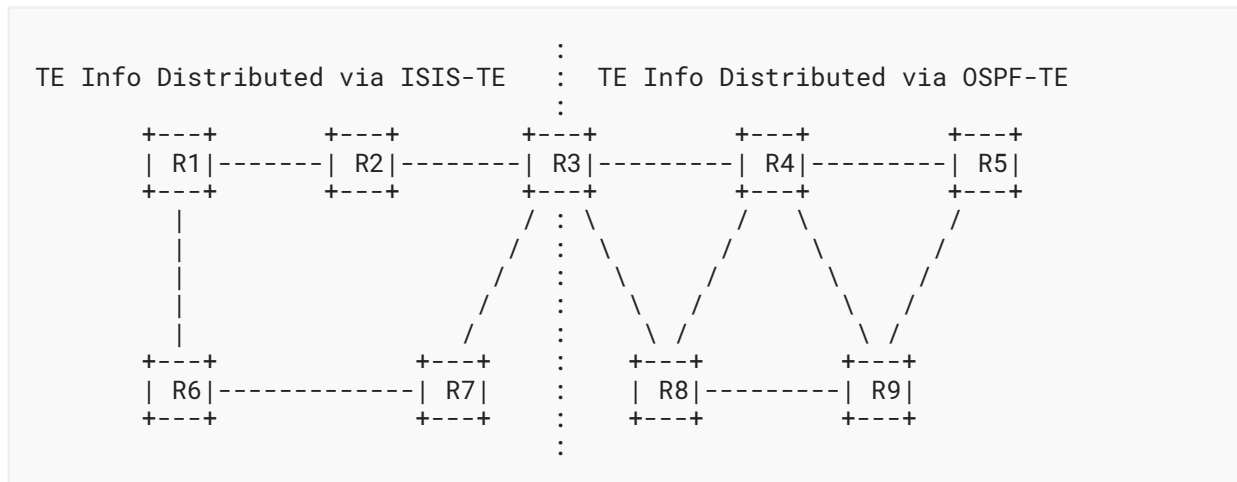 TE Info Distributed via ISIS-TE : TE Info Distributed via OSPF-TE
R1 R2 R3 R4 R5
R6 R7 R8 R9